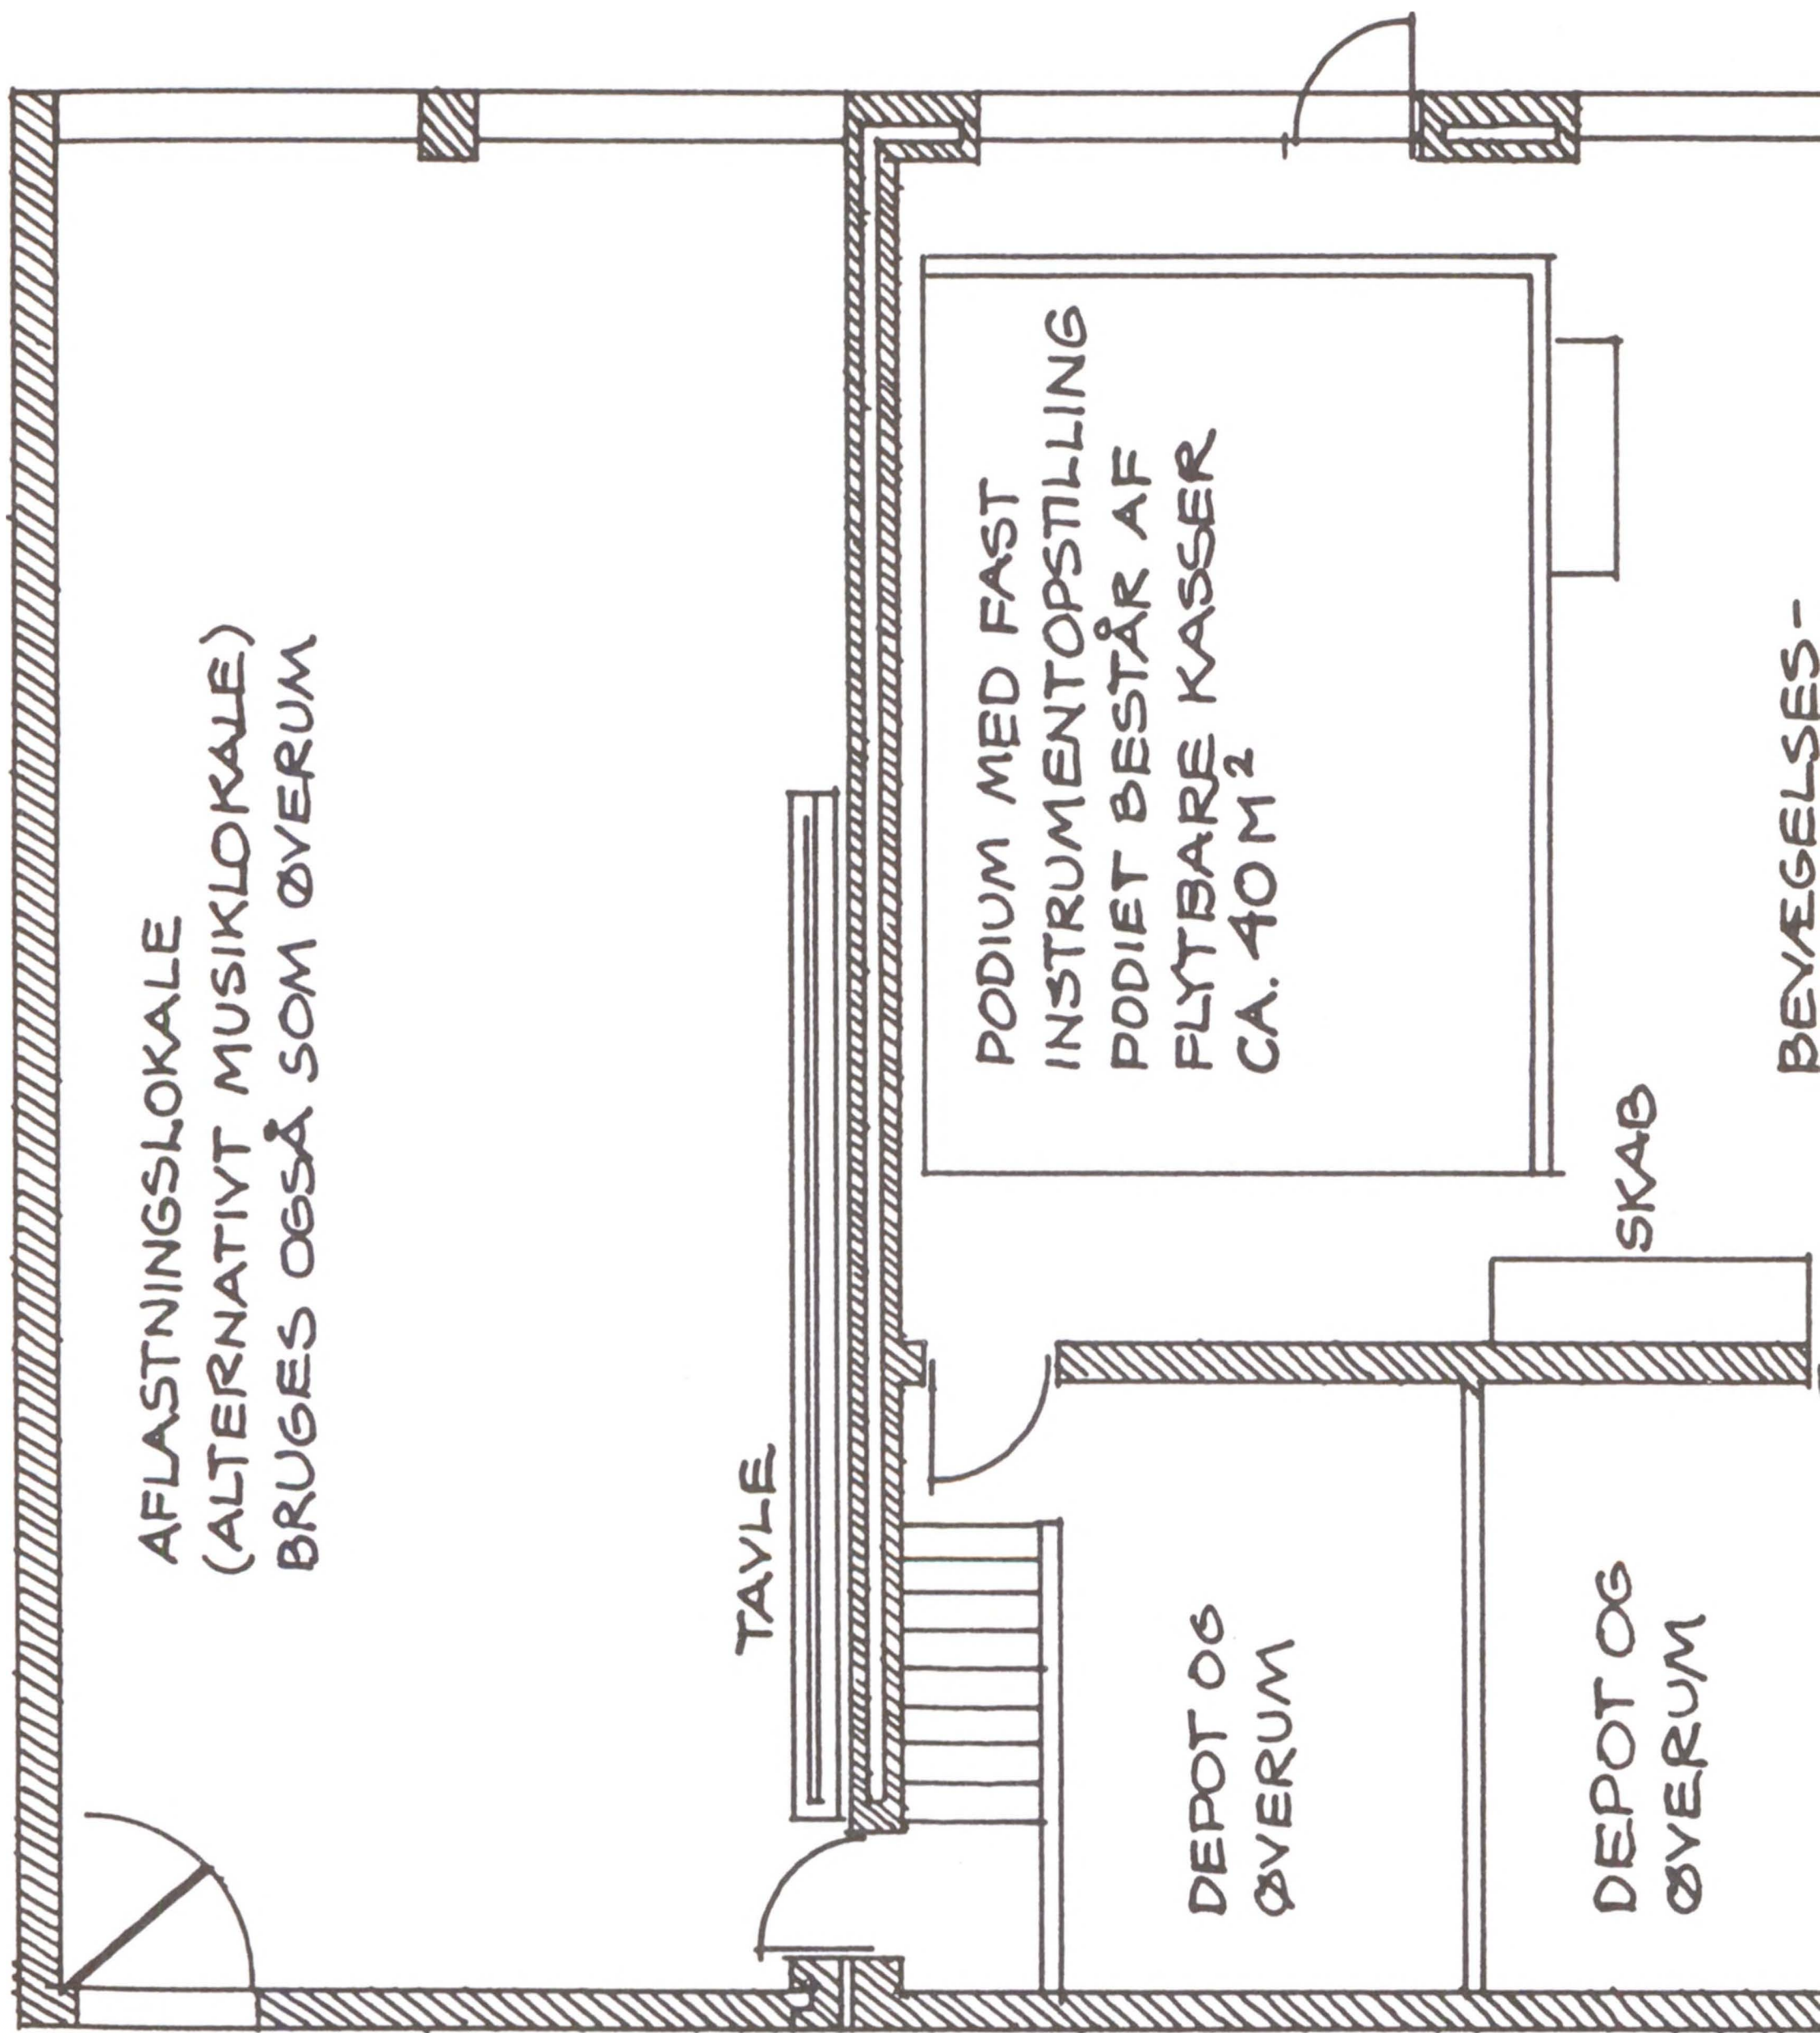 AFLASTNINGSLOKALE
(ALTERNATIVT MUSIKLOKALE)
BRUGES OGSÅ SOM ØVERUM
TAVLE
PODIUM MED FAST
INSTRUMENTOPSTILLING
PODIET BESTÅR AF
FLYTBARE KASSER
CA. 40 M²
SKAB
BEVÆGELSES-
DEPOT OG
ØVERUM
DEPOT OG
ØVERUM